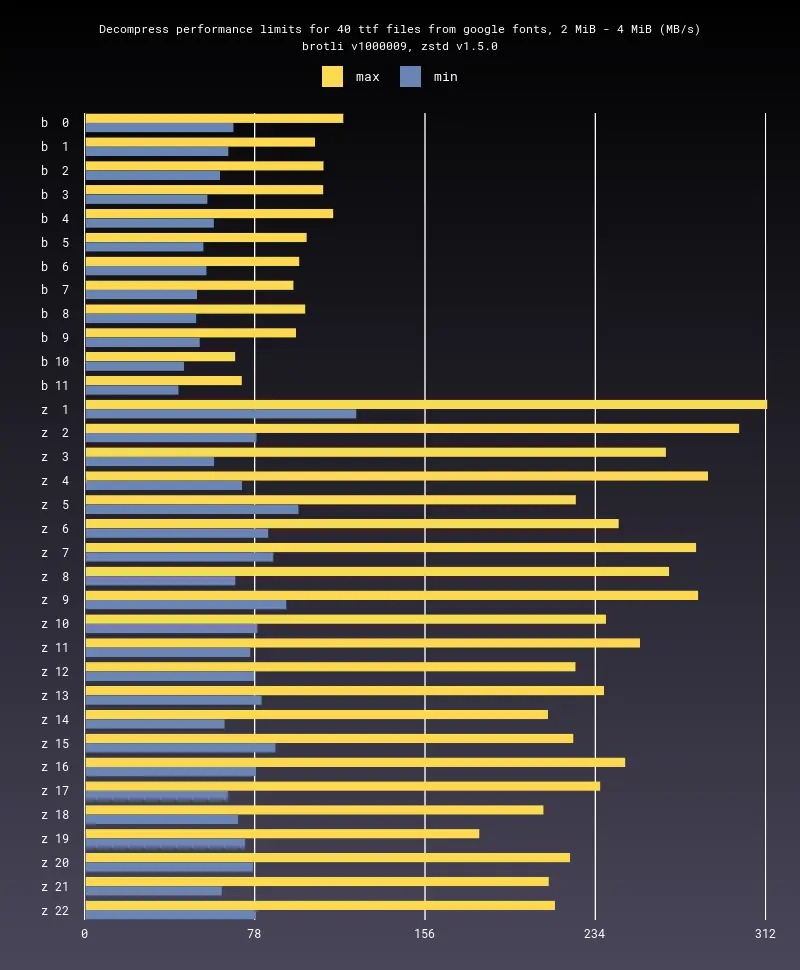 Decompress performance limits for 40 ttf files from google fonts, 2 MiB - 4 MiB (MB/s)
brotli v1000009, zstd v1.5.0
max min
b 0
b 1
b 2
b 3
b 4
b 5
b 6
b 7
b 8
b 9
b 10
b 11
z 1
z 2
z 3
z 4
z 5
z 6
z 7
z 8
z 9
z 10
z 11
z 12
z 13
z 14
z 15
z 16
z 17
z 18
z 19
z 20
z 21
z 22
0 78 156 234 312